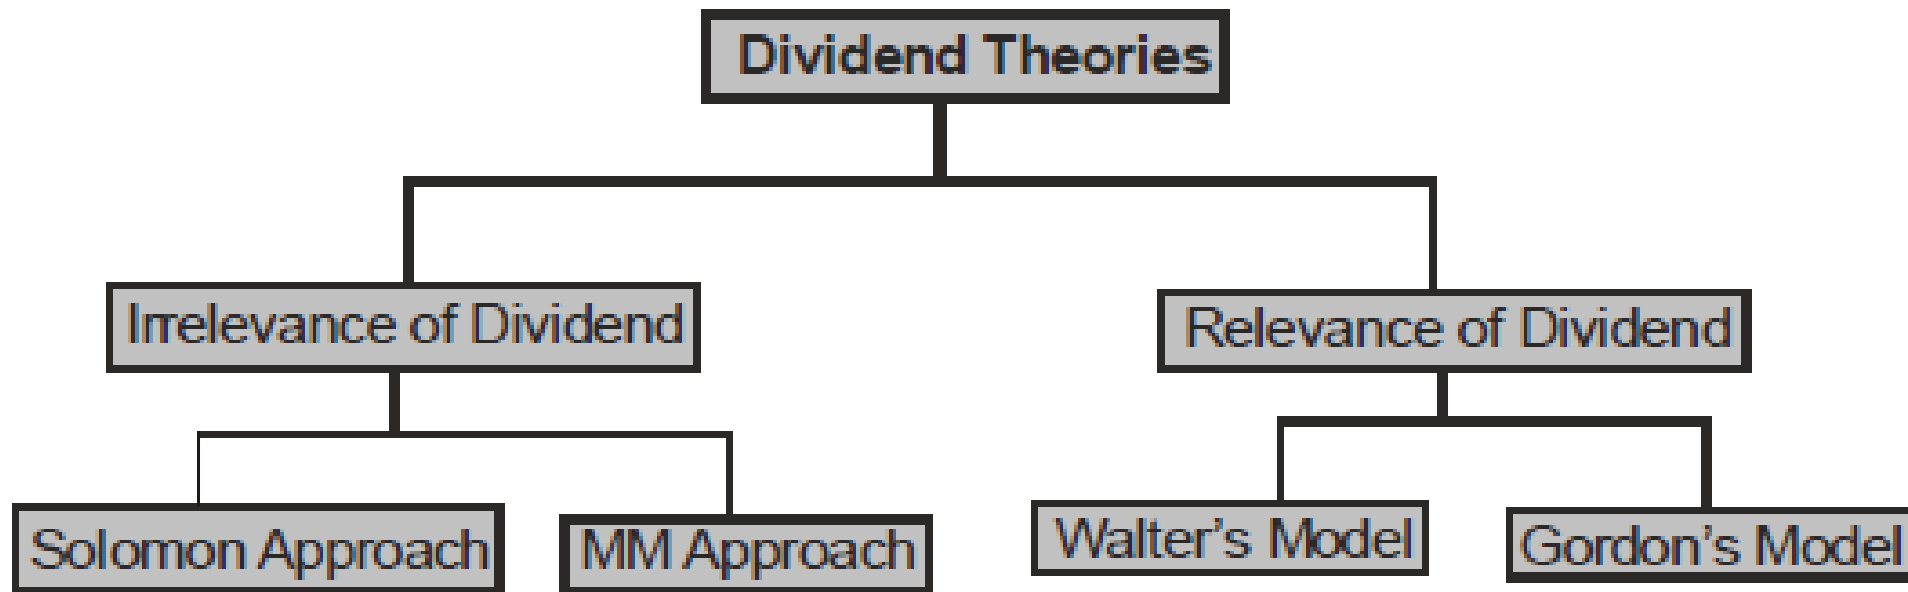 Dividend Theories
Irrelevance of Dividend
Relevance of Dividend
Solomon Approach
MM Approach
Walter's Model
Gordon's Model